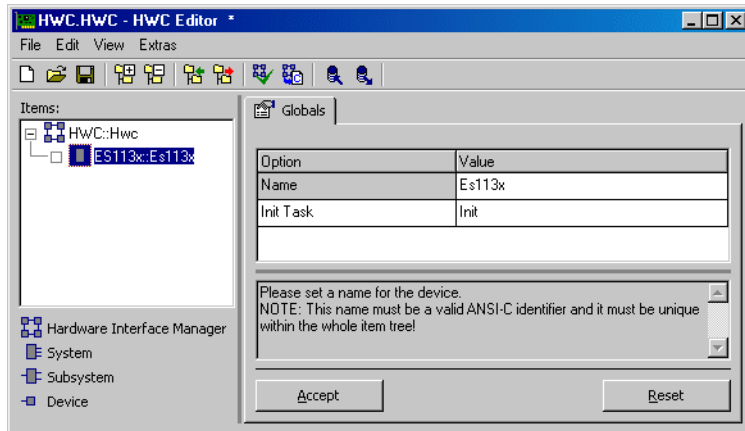 HWC.HWC - HWC Editor *
File Edit View Extras
Items:
HWC::Hwc
ES113x::Es113x
Hardware Interface Manager
System
Subsystem
Device
Globals
Option Value
Name Es113x
Init Task Init
Please set a name for the device.
NOTE: This name must be a valid ANSI-C identifier and it must be unique
within the whole item tree!
Accept Reset